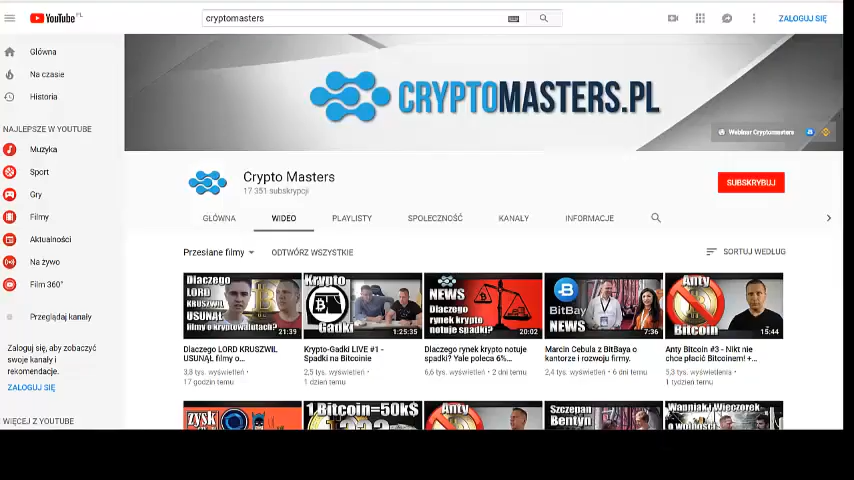 YouTube PL
cryptomasters
ZALOGUJ SIĘ
Główna
Na czasie
Historia
NAJLEPSZE W YOUTUBE
Muzyka
Sport
Gry
Filmy
Aktualności
Na żywo
Film 360°
Przeglądaj kanały
Zaloguj się, aby zobaczyć
swoje kanały i
rekomendacje.
ZALOGUJ SIĘ
WIĘCEJ Z YOUTUBE
CRYPTOMASTERS.PL
Webinar Cryptomasters
Crypto Masters
17 351 subskrypcji
SUBSKRYBUJ
GŁÓWNA
WIDEO
PLAYLISTY
SPOŁECZNOŚĆ
KANAŁY
INFORMACJE
Przesłane filmy
ODTWÓRZ WSZYSTKIE
SORTUJ WEDŁUG
Dlaczego
LORD
KRUSZWIL
USUNĄŁ
filmy o kryptowalutach?
21:39
Dlaczego LORD KRUSZWIL
USUNĄŁ filmy o...
3,8 tys. wyświetleń •
17 godzin temu
Krypto
Gadki
1:25:35
Krypto-Gadki LIVE #1 -
Spadki na Bitcoinie
2,5 tys. wyświetleń •
1 dzień temu
NEWS
Dlaczego
rynek krypto
notuje spadki?
20:02
Dlaczego rynek krypto notuje
spadki? Yale poleca 6%...
6,6 tys. wyświetleń • 2 dni temu
BitBay
NEWS
7:36
Marcin Cebula z BitBaya o
kantorze i rozwoju firmy.
2,4 tys. wyświetleń • 6 dni temu
Anty
Bitcoin
15:44
Anty Bitcoin #3 - Nikt nie
chce płacić Bitcoinem! +...
5,3 tys. wyświetlenia •
1 tydzień temu
zysk
1 Bitcoin=50k$
Anty
Szczepan
Bentyn
Wanniak i Wieczorek
o wolności